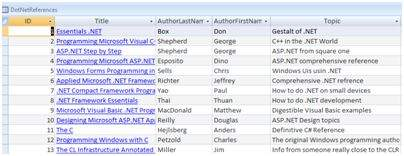 DotNetReferences
ID Title AuthorLastNam AuthorFirstNam Topic
1 Essentials .NET Box Don Gestalt of .NET
2 Programming Microsoft Visual C- Shepherd George C++ in the .NET World
3 ASP.NET Step by Step Shepherd George ASP.NET from square one
4 Programming Microsoft ASP.NET Esposito Dino ASP.NET comprehensive reference
5 Windows Forms Programming in Sells Chris Windows UIs usin .NET
6 Applied Microsoft .NET Framewo Richter Jeffrey Comprehensive .NET reference
7 .NET Compact Framework Progra Yao Paul How to do .NET on small devices
8 .NET Framework Essentials Thai Thuan How to do .NET development
9 Microsoft Visual Basic .NET Progr MacDonald Matthew Digestible Visual Basic examples
10 Designing Microsoft ASP.NET Ap Reilly Douglas ASP.NET Design topics
11 The C Hejlsberg Anders Definitive C# Reference
12 Programming Windows with C Petzold Charles The original Windows programming autho
13 The CL Infrastructure Annotated Miller Jim Info from someone really close to the CLR